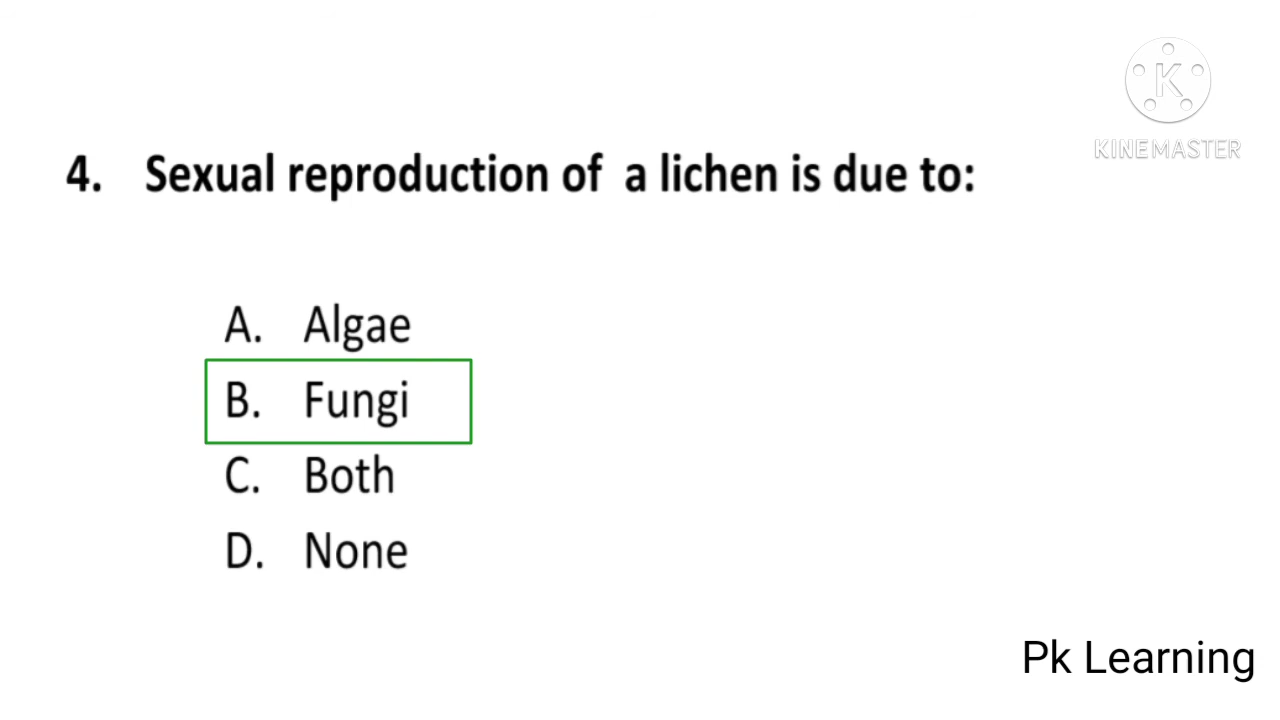 K
KINEMASTER
4. Sexual reproduction of a lichen is due to:
A. Algae
B. Fungi
C. Both
D. None
Pk Learning